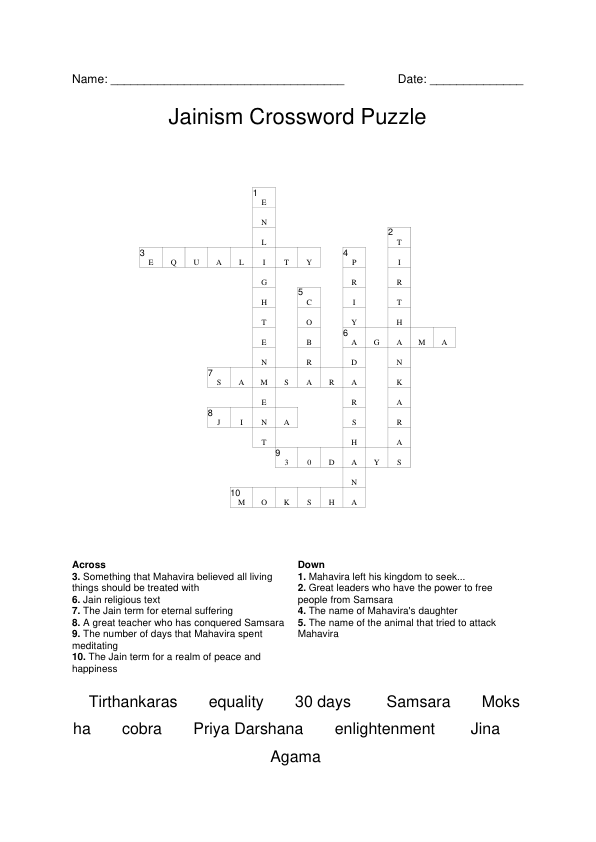 Name: ___________________________________ Date: ______________
Jainism Crossword Puzzle
1
E
N
2
L T
3 4
E Q U A L I T Y P I
G R R
5
H C I T
T O Y H
6
E B A G A M A
N R D N
7
S A M S A R A K
E R A
8
J I N A S R
T H A
9
3 0 D A Y S
N
10
M O K S H A
Across
3. Something that Mahavira believed all living
things should be treated with
6. Jain religious text
7. The Jain term for eternal suffering
8. A great teacher who has conquered Samsara
9. The number of days that Mahavira spent
meditating
10. The Jain term for a realm of peace and
happiness
Down
1. Mahavira left his kingdom to seek...
2. Great leaders who have the power to free
people from Samsara
4. The name of Mahavira's daughter
5. The name of the animal that tried to attack
Mahavira
Tirthankaras equality 30 days Samsara Moks
ha cobra Priya Darshana enlightenment Jina
Agama